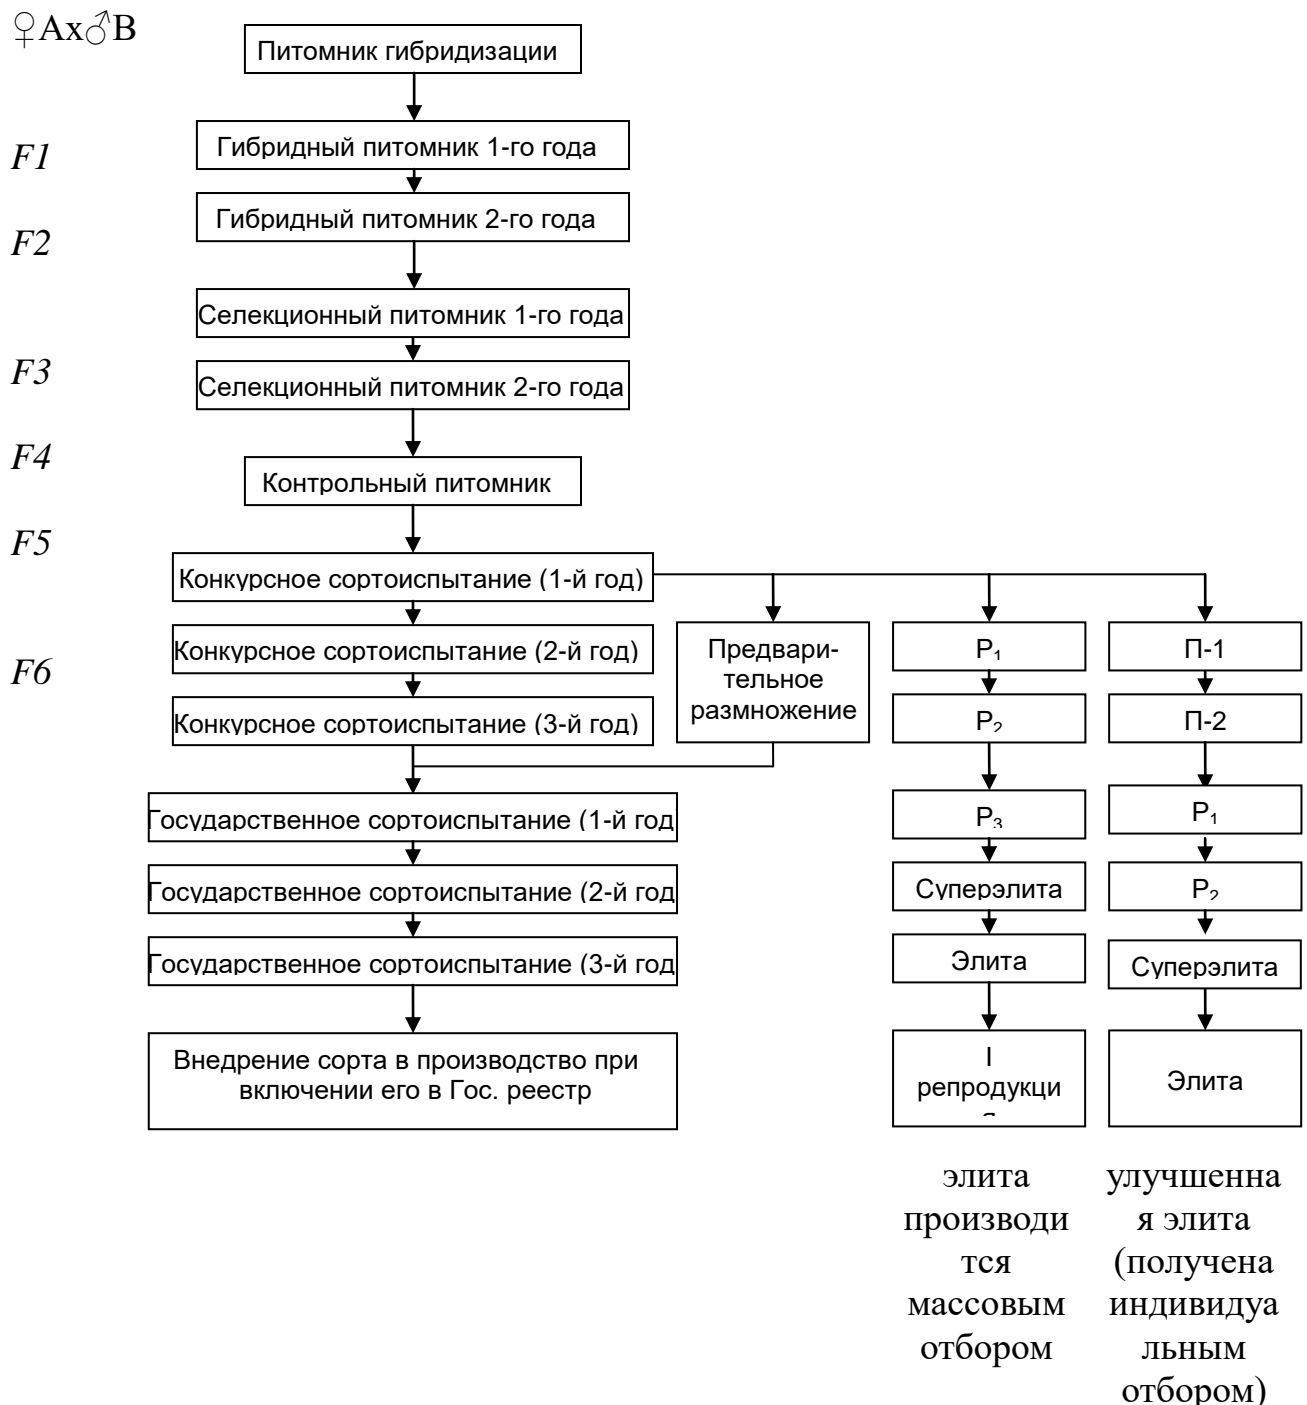 ♀Ах♂В
Питомник гибридизации
F1
Гибридный питомник 1-го года
F2
Гибридный питомник 2-го года
Селекционный питомник 1-го года
F3
Селекционный питомник 2-го года
F4
Контрольный питомник
F5
Конкурсное сортоиспытание (1-й год)
F6
Конкурсное сортоиспытание (2-й год)
Конкурсное сортоиспытание (3-й год)
Предвари-
тельное
размножение
Государственное сортоиспытание (1-й год
Государственное сортоиспытание (2-й год
Государственное сортоиспытание (3-й год
Внедрение сорта в производство при
включении его в Гос. реестр
Р₁
Р₂
Р₃
Суперэлита
Элита
I
репродукци
элита
производи
тся
массовым
отбором
П-1
П-2
Р₁
Р₂
Суперэлита
Элита
улучшенна
я элита
(получена
индивидуа
льным
отбором)